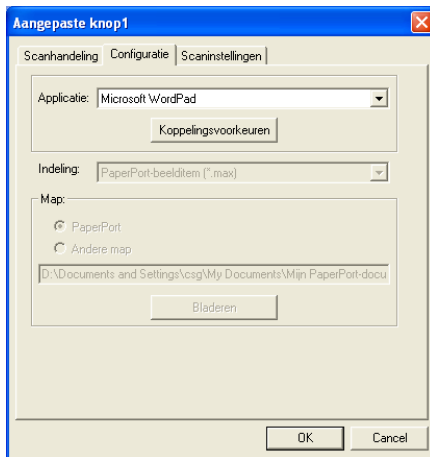 Aangepaste knop1
Scanhandeling Configuratie Scaninstellingen
Applicatie: Microsoft WordPad
Koppelingsvoorkeuren
Indeling: PaperPort-beelditem (*.max)
Map:
PaperPort
Andere map
D:\Documents and Settings\csg\My Documents\Mijn PaperPort-docu
Bladeren
OK Cancel